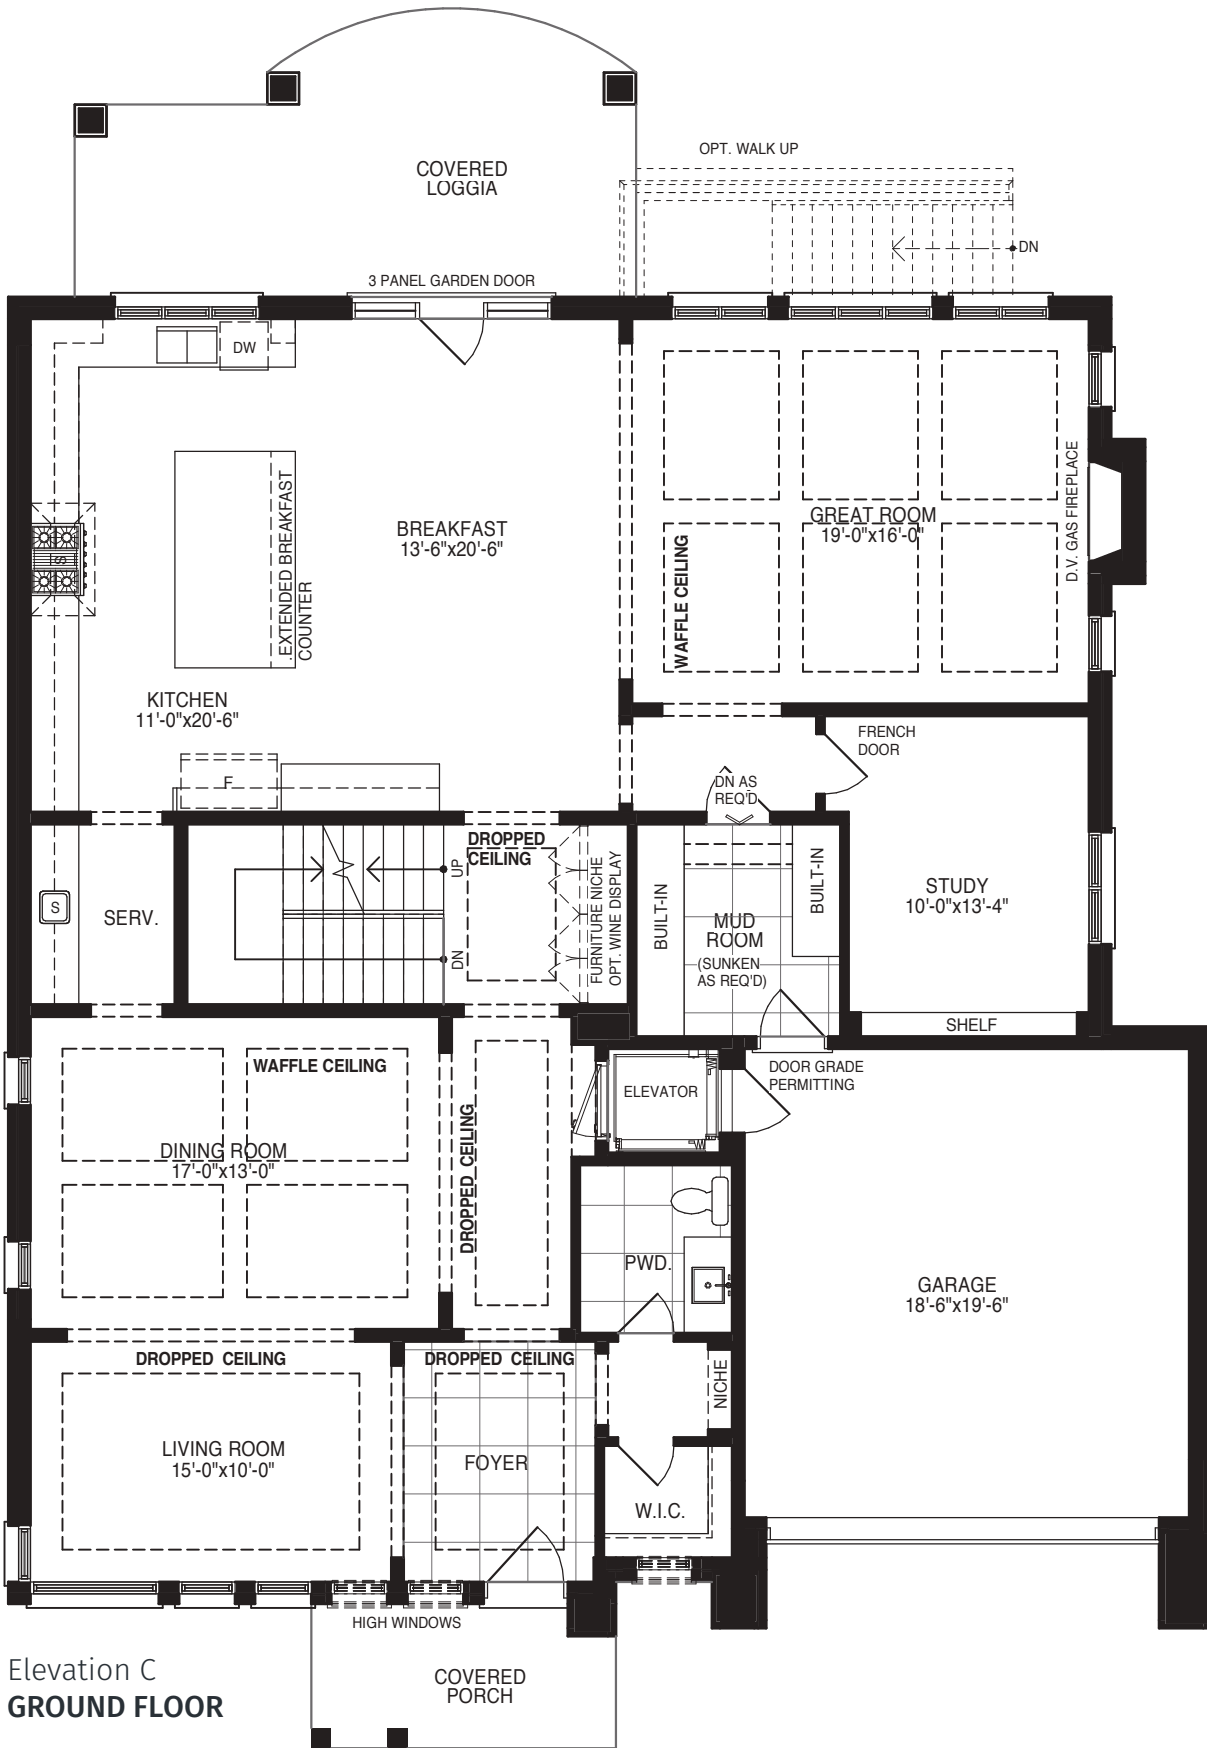 OPT. WALK UP
COVERED
LOGGIA
DN
3 PANEL GARDEN DOOR
DW
D.V. GAS FIREPLACE
.EXTENDED BREAKFAST
COUNTER
BREAKFAST
13'-6"x20'-6"
GREAT ROOM
19'-0"x16'-0"
WAFFLE CEILING
S
KITCHEN
11'-0"x20'-6"
FRENCH
DOOR
F
DN AS
REQ'D
DROPPED
CEILING
UP
DN
FURNITURE NICHE
OPT. WINE DISPLAY
BUILT-IN
BUILT-IN
STUDY
10'-0"x13'-4"
S
SERV.
MUD
ROOM
(SUNKEN
AS REQ'D)
SHELF
WAFFLE CEILING
ELEVATOR
W
W
DOOR GRADE
PERMITTING
DINING ROOM
17'-0"x13'-0"
DROPPED CEILING
PWD.
GARAGE
18'-6"x19'-6"
DROPPED CEILING
DROPPED CEILING
NICHE
LIVING ROOM
15'-0"x10'-0"
FOYER
W.I.C.
HIGH WINDOWS
Elevation C
GROUND FLOOR
COVERED
PORCH